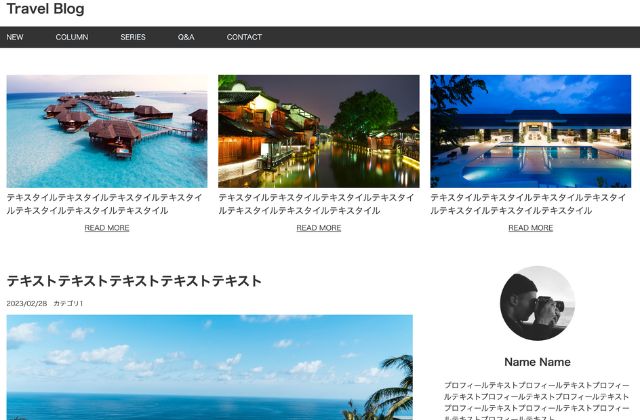 Travel Blog
NEW COLUMN SERIES Q&A CONTACT
テキスタイルテキスタイルテキスタイルテキスタイ
ルテキスタイルテキスタイルテキスタイル
READ MORE
テキスタイルテキスタイルテキスタイルテキスタイ
ルテキスタイルテキスタイルテキスタイル
READ MORE
テキスタイルテキスタイルテキスタイルテキスタイ
ルテキスタイルテキスタイルテキスタイル
READ MORE
テキストテキストテキストテキストテキスト
2023/02/28 カテゴリ1
Name Name
プロフィールテキストプロフィールテキストプロフィー
ルテキストプロフィールテキストプロフィールテキスト
プロフィールテキストプロフィールテキストプロフィー